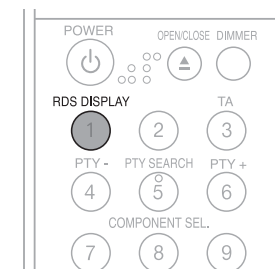 POWER OPEN/CLOSE DIMMER
RDS DISPLAY TA
1 2 3
PTY - PTY SEARCH PTY +
4 5 6
COMPONENT SEL.
7 8 9